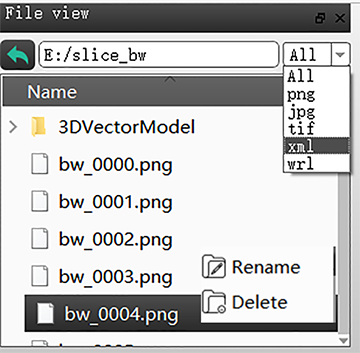 File view
E:/slice_bw
All
All
png
jpg
tif
xml
wrl
Name
3DVectorModel
bw_0000.png
bw_0001.png
bw_0002.png
bw_0003.png
Rename
Delete
bw_0004.png